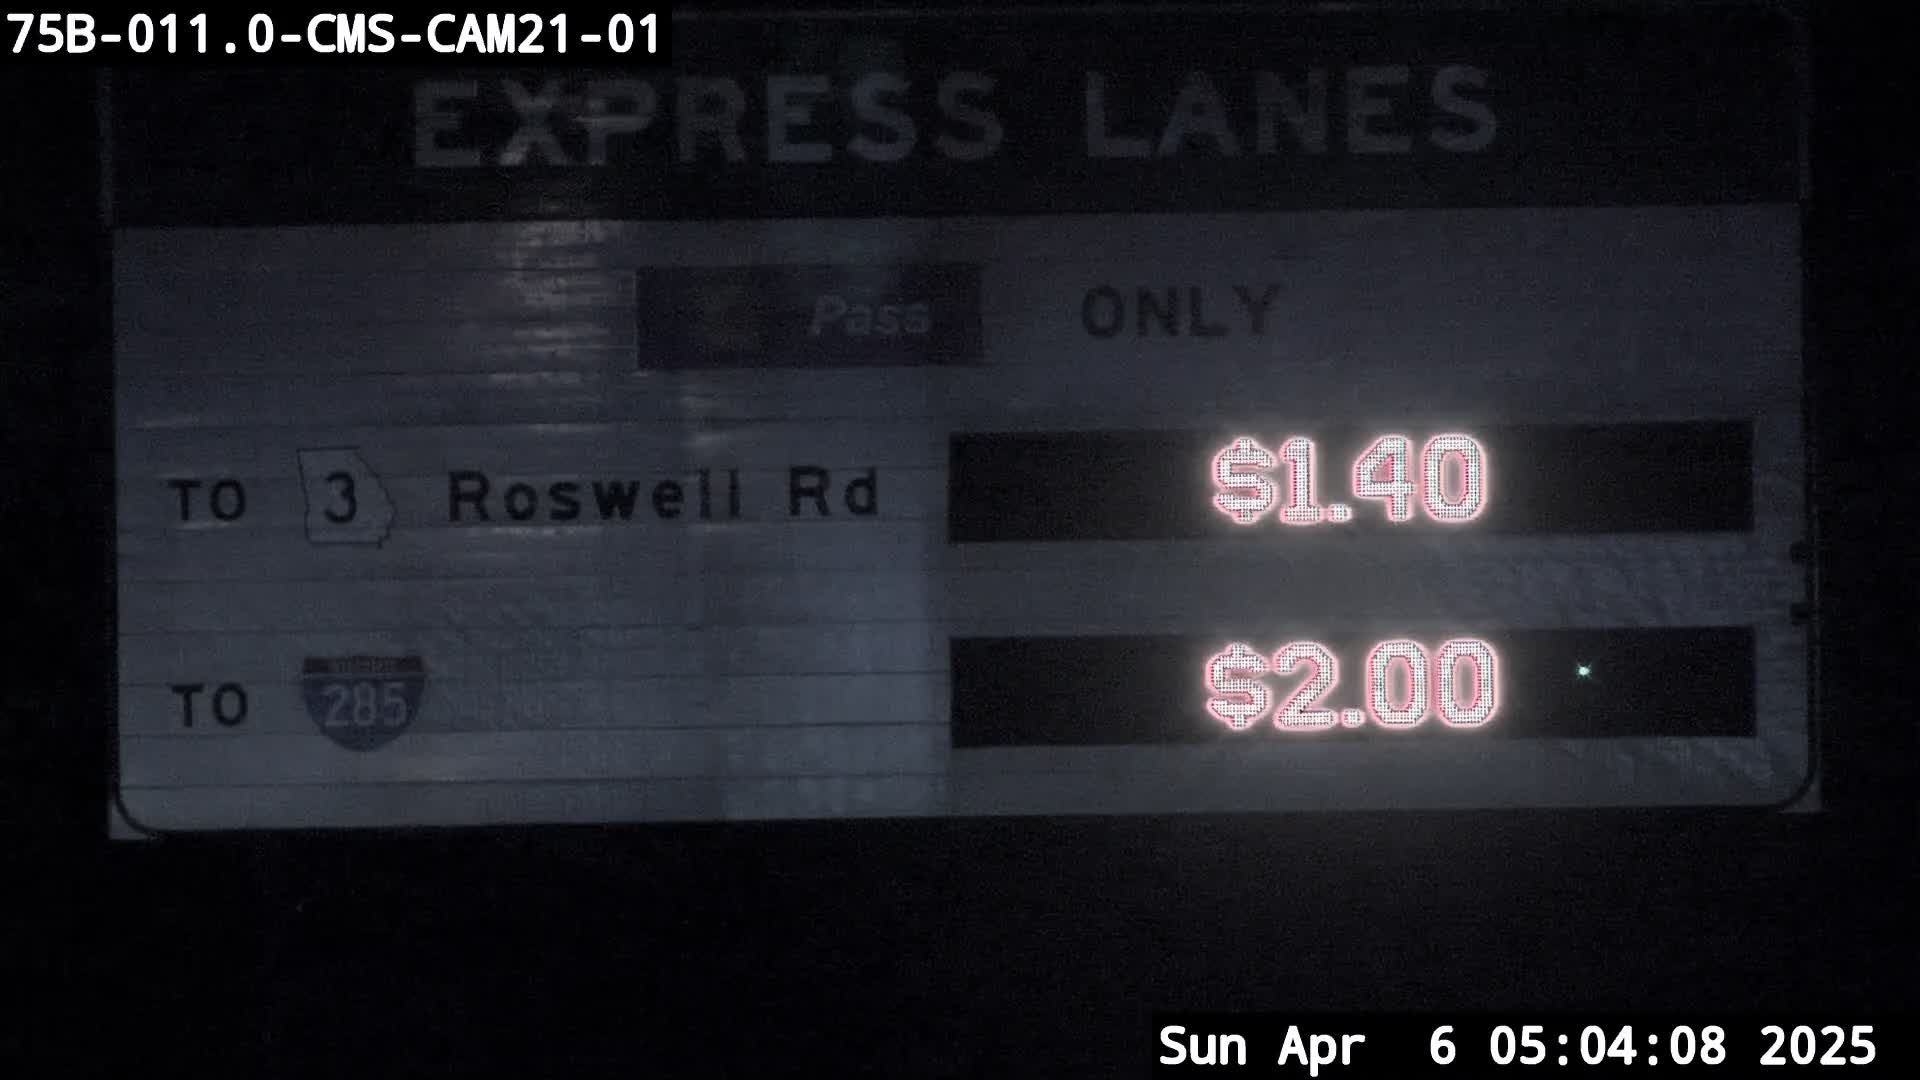 75B-011.0-CMS-CAM21-01
EXPRESS LANES
Pass ONLY
TO 3 Roswell Rd $1.40
TO 285 $2.00
Sun Apr 6 05:04:08 2025